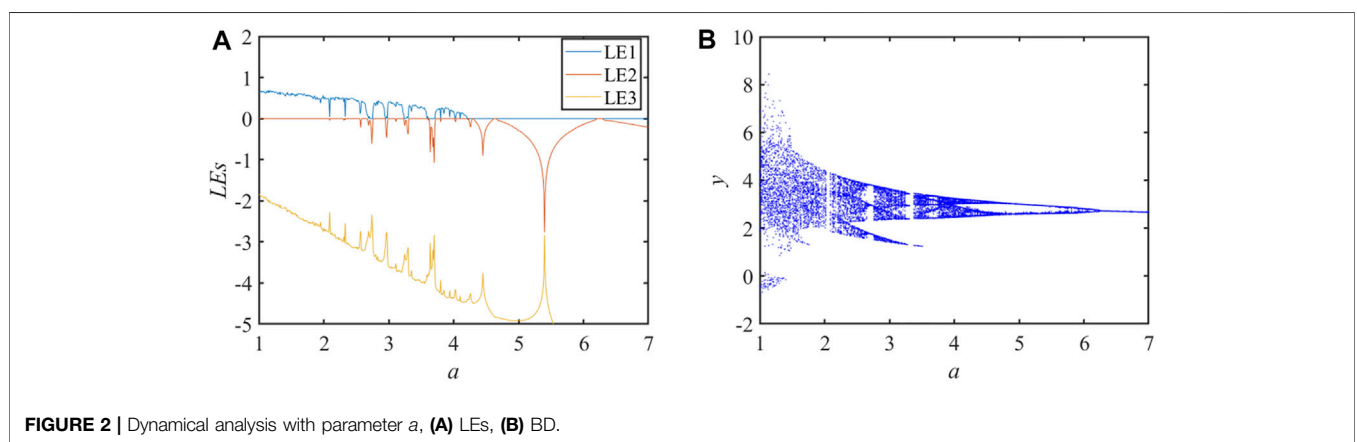 A
2
1
0
-1
-2
-3
-4
-5
LEs
1 2 3 4 5 6 7
a
LE1
LE2
LE3
B
10
8
6
4
2
0
-2
y
1 2 3 4 5 6 7
a
FIGURE 2 | Dynamical analysis with parameter a, (A) LEs, (B) BD.